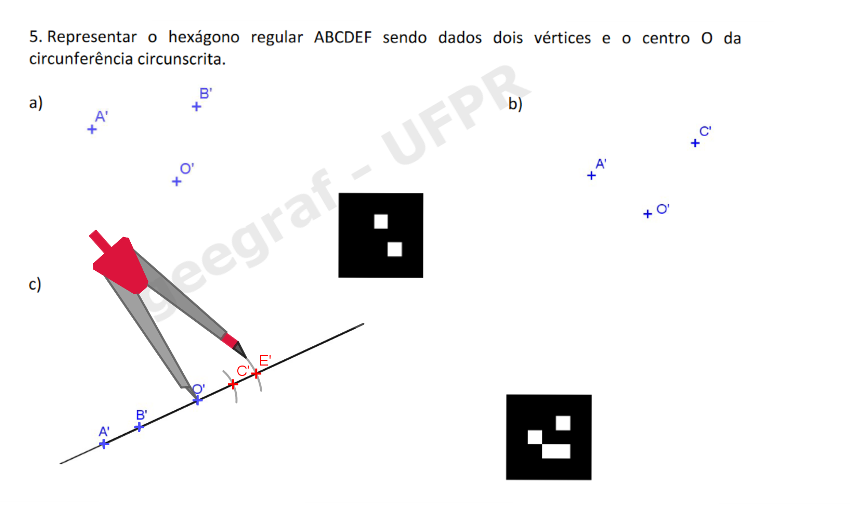 5. Representar o hexágono regular ABCDEF sendo dados dois vértices e o centro O da
circunferência circunscrita.
a)
A'
B'
O'
b)
A'
C'
O'
geegraf - UFPR
c)
A'
B'
O'
C'
E'